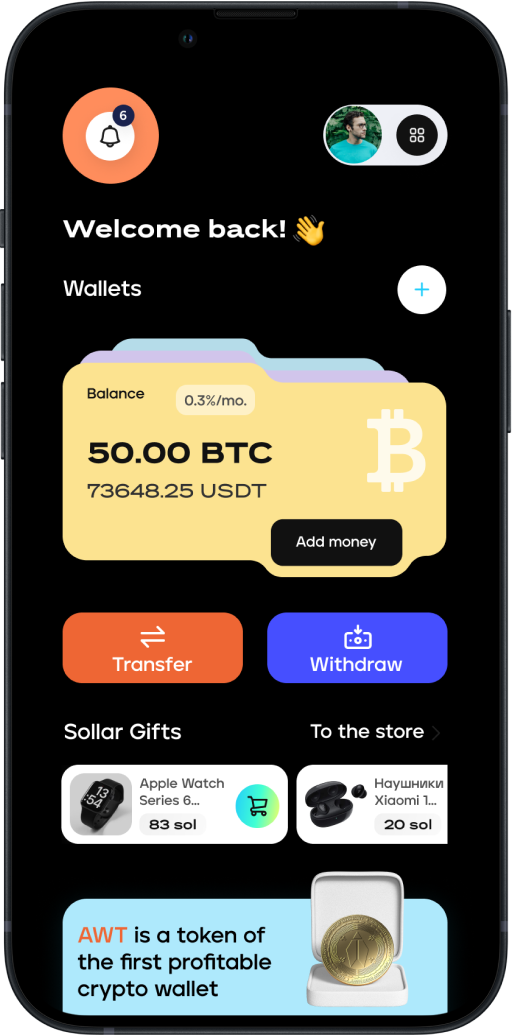 6
Welcome back! 👋
Wallets
Balance
0.3%/mo.
50.00 BTC
73648.25 USDT
Add money
Transfer
Withdraw
Sollar Gifts
To the store
13
:54
Apple Watch
Series 6...
83 sol
Наушники
Xiaomi 1...
20 sol
AWT is a token of
the first profitable
crypto wallet